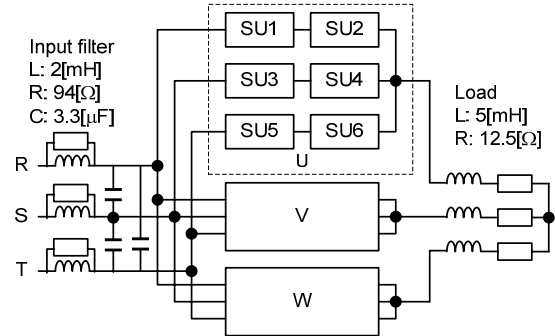 Input filter
L: 2[mH]
R: 94[Ω]
C: 3.3[μF]
SU1
SU2
SU3
SU4
SU5
SU6
U
Load
L: 5[mH]
R: 12.5[Ω]
R
S
T
V
W